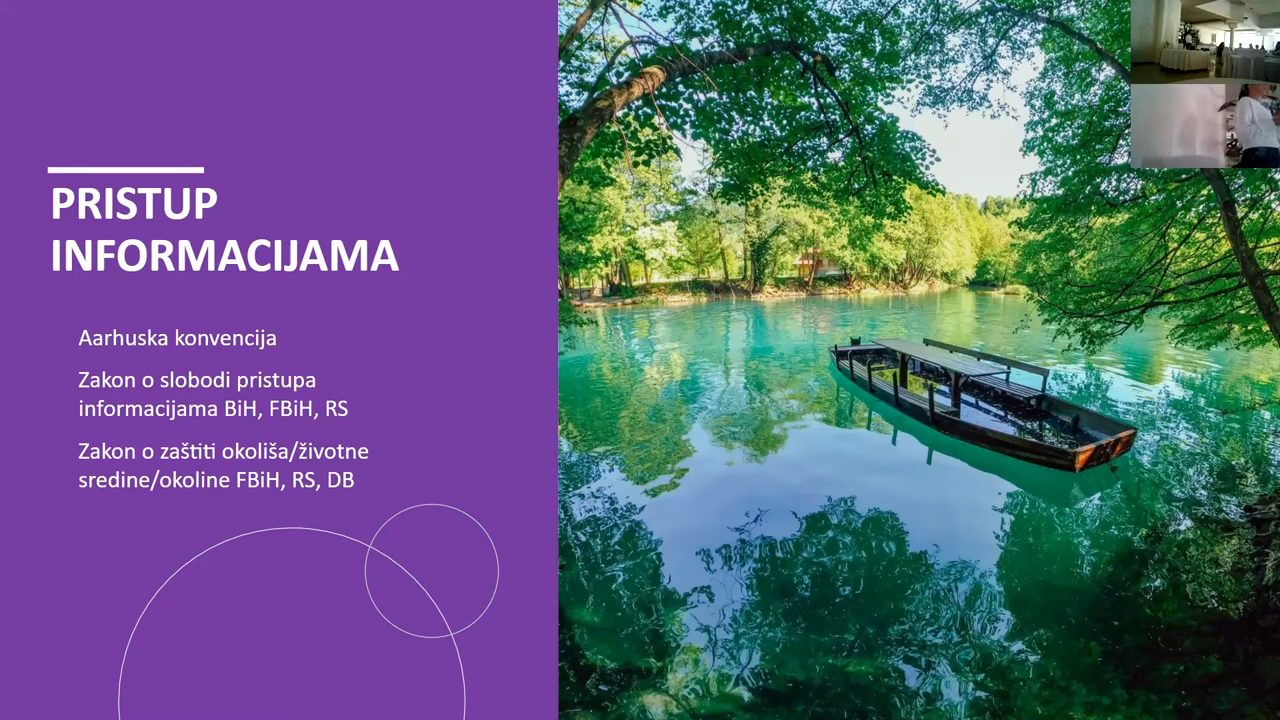 PRISTUP
INFORMACIJAMA
Aarhuska konvencija
Zakon o slobodi pristupa
informacijama BiH, FBiH, RS
Zakon o zaštiti okoliša/životne
sredine/okoline FBiH, RS, DB